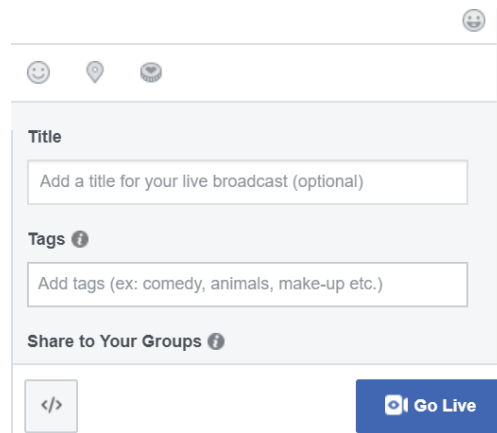 Title
Add a title for your live broadcast (optional)
Tags
Add tags (ex: comedy, animals, make-up etc.)
Share to Your Groups
</>
Go Live